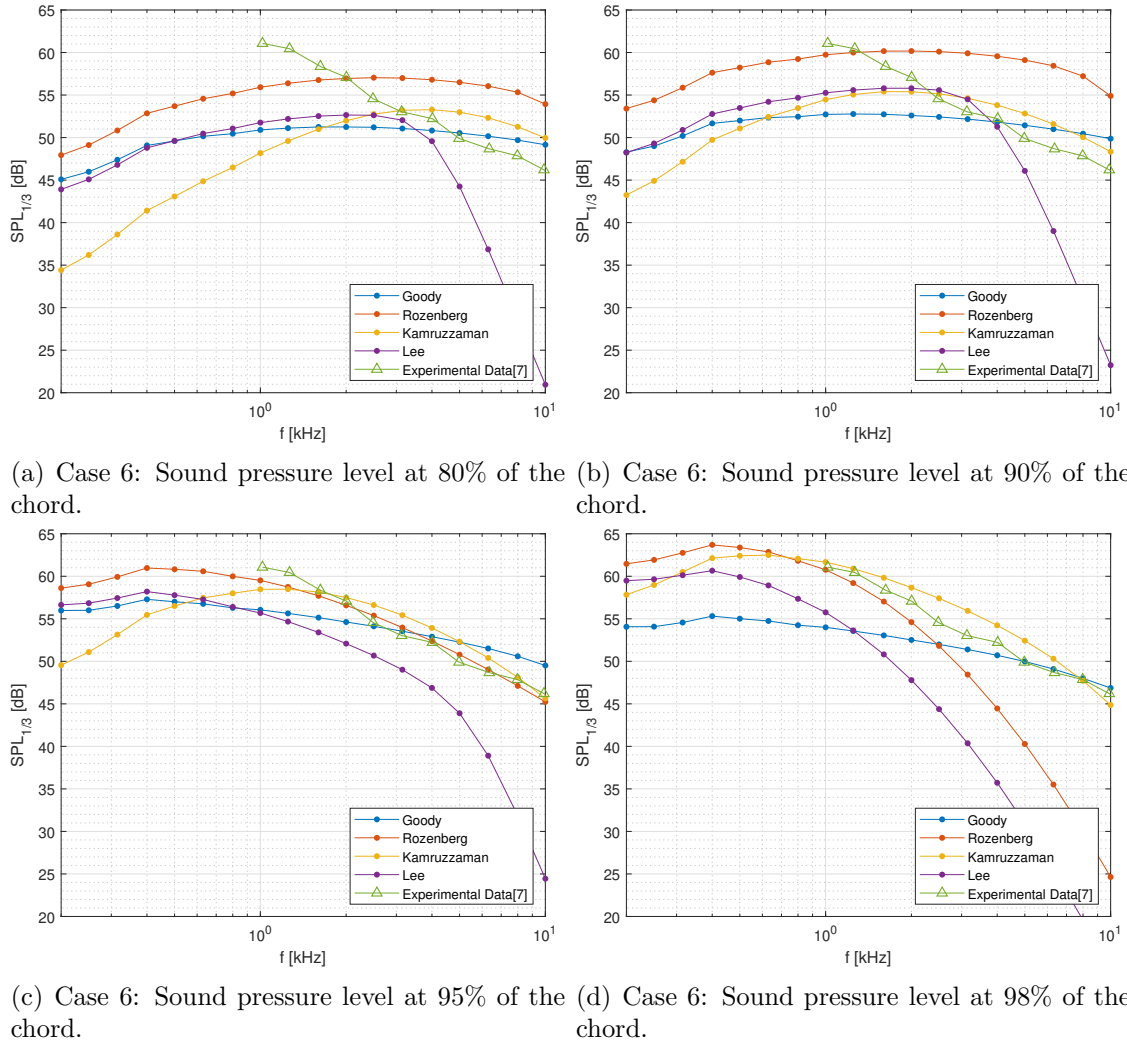 65
60
55
50
45
40
35
30
25
20
SPL1/3 [dB]
10^0
10^1
f [kHz]
Goody
Rozenberg
Kamruzzaman
Lee
Experimental Data[7]
65
60
55
50
45
40
35
30
25
20
SPL1/3 [dB]
10^0
10^1
f [kHz]
Goody
Rozenberg
Kamruzzaman
Lee
Experimental Data[7]
(a) Case 6: Sound pressure level at 80% of the
chord.
(b) Case 6: Sound pressure level at 90% of the
chord.
65
60
55
50
45
40
35
30
25
20
SPL1/3 [dB]
10^0
10^1
f [kHz]
Goody
Rozenberg
Kamruzzaman
Lee
Experimental Data[7]
65
60
55
50
45
40
35
30
25
20
SPL1/3 [dB]
10^0
10^1
f [kHz]
Goody
Rozenberg
Kamruzzaman
Lee
Experimental Data[7]
(c) Case 6: Sound pressure level at 95% of the
chord.
(d) Case 6: Sound pressure level at 98% of the
chord.